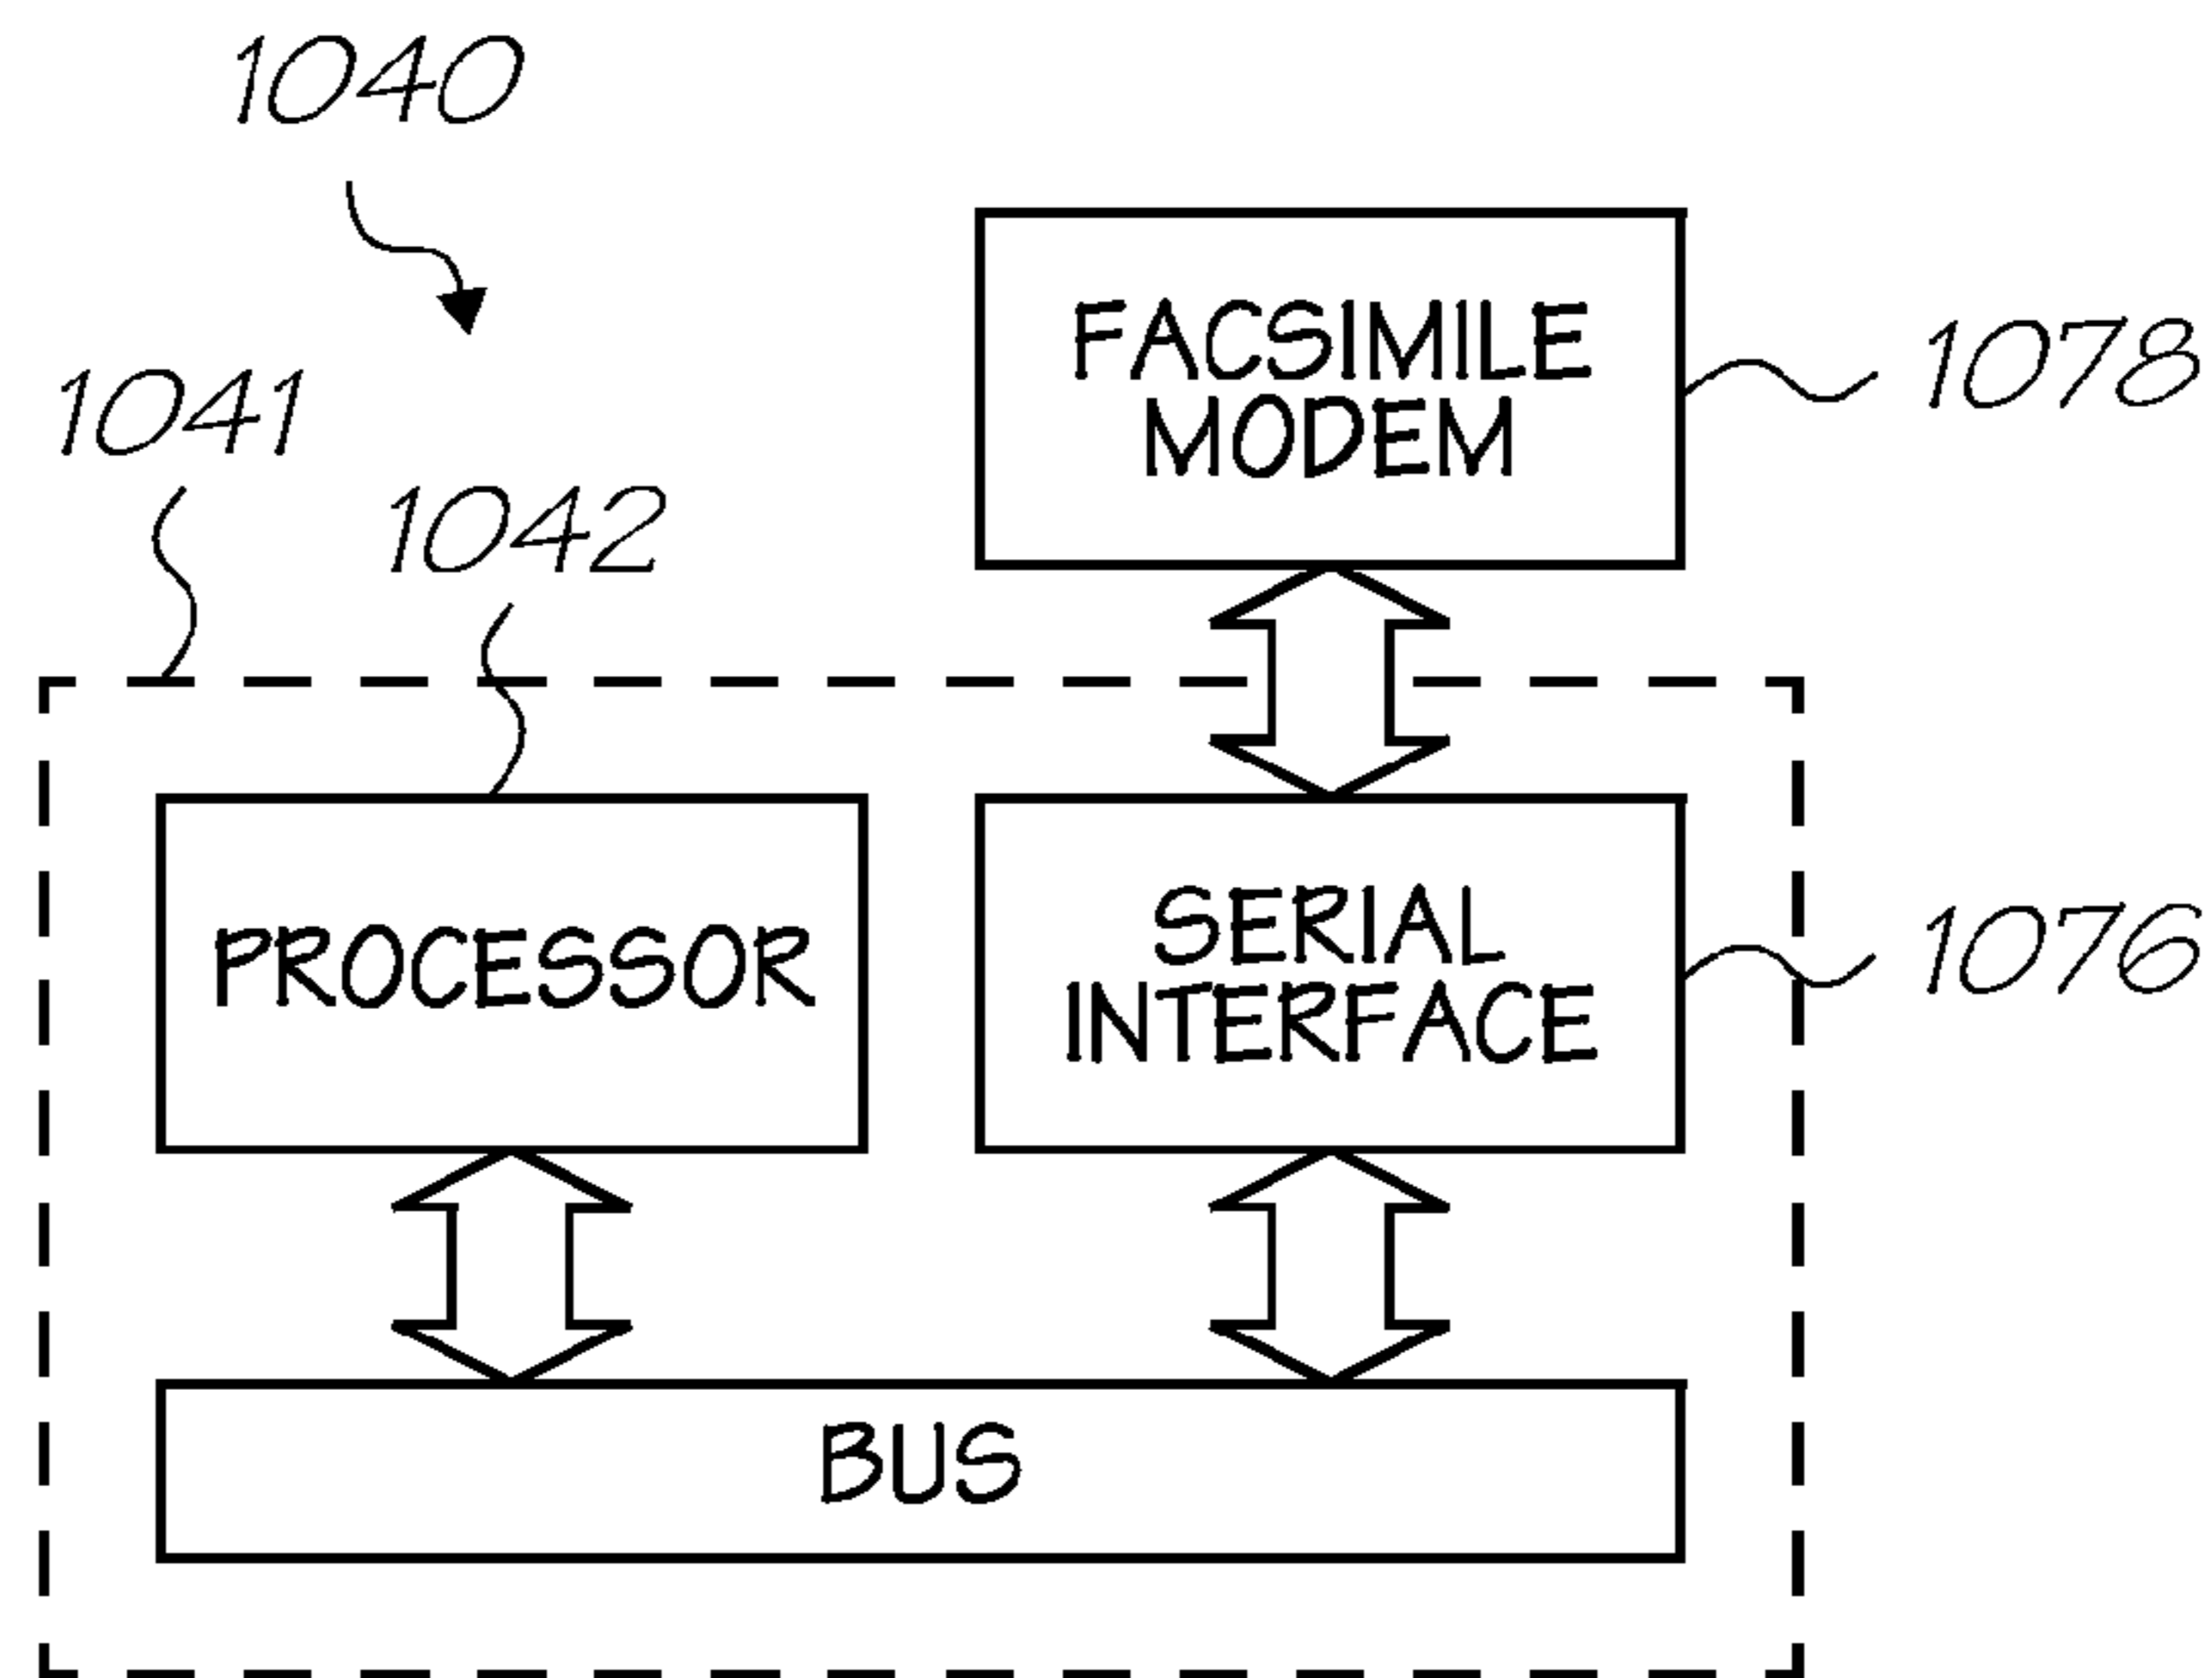 1040
FACSIMILE
MODEM
1078
1041
1042
PROCESSOR
SERIAL
INTERFACE
1076
BUS